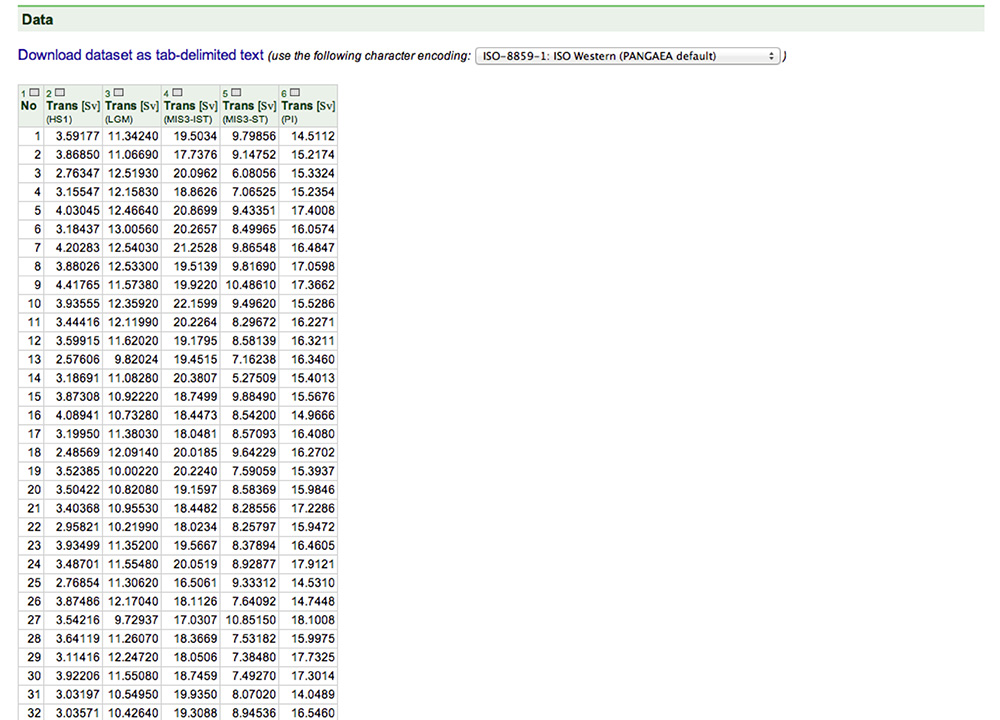 Data
Download dataset as tab-delimited text (use the following character encoding: ISO-8859-1: ISO Western (PANGAEA default) )
1 2 3 4 5 6
No Trans [Sv] Trans [Sv] Trans [Sv] Trans [Sv] Trans [Sv]
(HS1) (LGM) (MIS3-IST) (MIS3-ST) (PI)
1 3.59177 11.34240 19.5034 9.79856 14.5112
2 3.86850 11.06690 17.7376 9.14752 15.2174
3 2.76347 12.51930 20.0962 6.08056 15.3324
4 3.15547 12.15830 18.8626 7.06525 15.2354
5 4.03045 12.46640 20.8699 9.43351 17.4008
6 3.18437 13.00560 20.2657 8.49965 16.0574
7 4.20283 12.54030 21.2528 9.86548 16.4847
8 3.88026 12.53300 19.5139 9.81690 17.0598
9 4.41765 11.57380 19.9220 10.48610 17.3662
10 3.93555 12.35920 22.1599 9.49620 15.5286
11 3.44416 12.11990 20.2264 8.29672 16.2271
12 3.59915 11.62020 19.1795 8.58139 16.3211
13 2.57606 9.82024 19.4515 7.16238 16.3460
14 3.18691 11.08280 20.3807 5.27509 15.4013
15 3.87308 10.92220 18.7499 9.88490 15.5676
16 4.08941 10.73280 18.4473 8.54200 14.9666
17 3.19950 11.38030 18.0481 8.57093 16.4080
18 2.48569 12.09140 20.0185 9.64229 16.2702
19 3.52385 10.00220 20.2240 7.59059 15.3937
20 3.50422 10.82080 19.1597 8.58369 15.9846
21 3.40368 10.95530 18.4482 8.28556 17.2286
22 2.95821 10.21990 18.0234 8.25797 15.9472
23 3.93499 11.35200 19.5667 8.37894 16.4605
24 3.48701 11.55480 20.0519 8.92877 17.9121
25 2.76854 11.30620 16.5061 9.33312 14.5310
26 3.87486 12.17040 18.1126 7.64092 14.7448
27 3.54216 9.72937 17.0307 10.85150 18.1008
28 3.64119 11.26070 18.3669 7.53182 15.9975
29 3.11416 12.24720 18.0506 7.38480 17.7325
30 3.92206 11.55080 18.7459 7.49270 17.3014
31 3.03197 10.54950 19.9350 8.07020 14.0489
32 3.03571 10.42640 19.3088 8.94536 16.5460